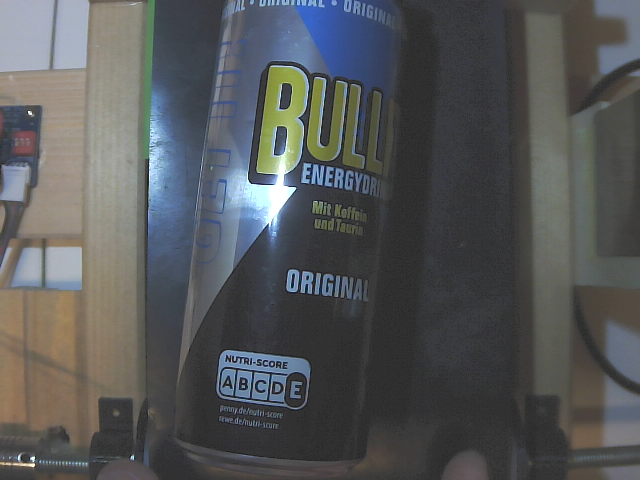 ORIGINAL • ORIGINAL
BULL
ENERGYDRI
Mit Koffein
und Taurin
ORIGINAL
NUTRI-SCORE
ABCDE
penny.de/nutri-score
rewe.de/nutri-score